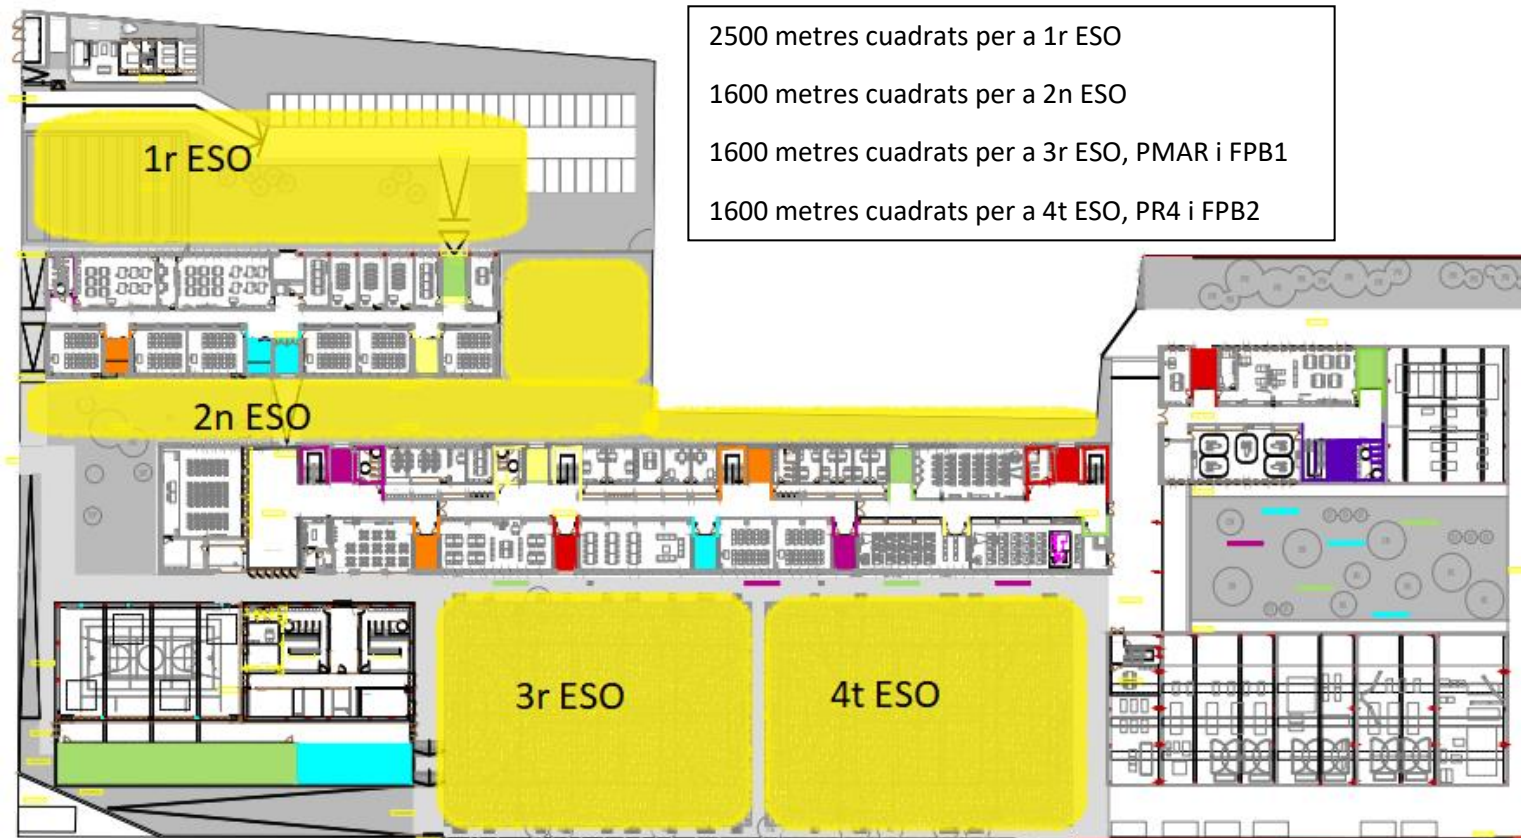 2500 metres cuadrats per a 1r ESO
1600 metres cuadrats per a 2n ESO
1600 metres cuadrats per a 3r ESO, PMAR i FPB1
1600 metres cuadrats per a 4t ESO, PR4 i FPB2
1r ESO
2n ESO
3r ESO
4t ESO